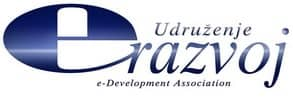 Udruženje
erazvoj
e-Development Association